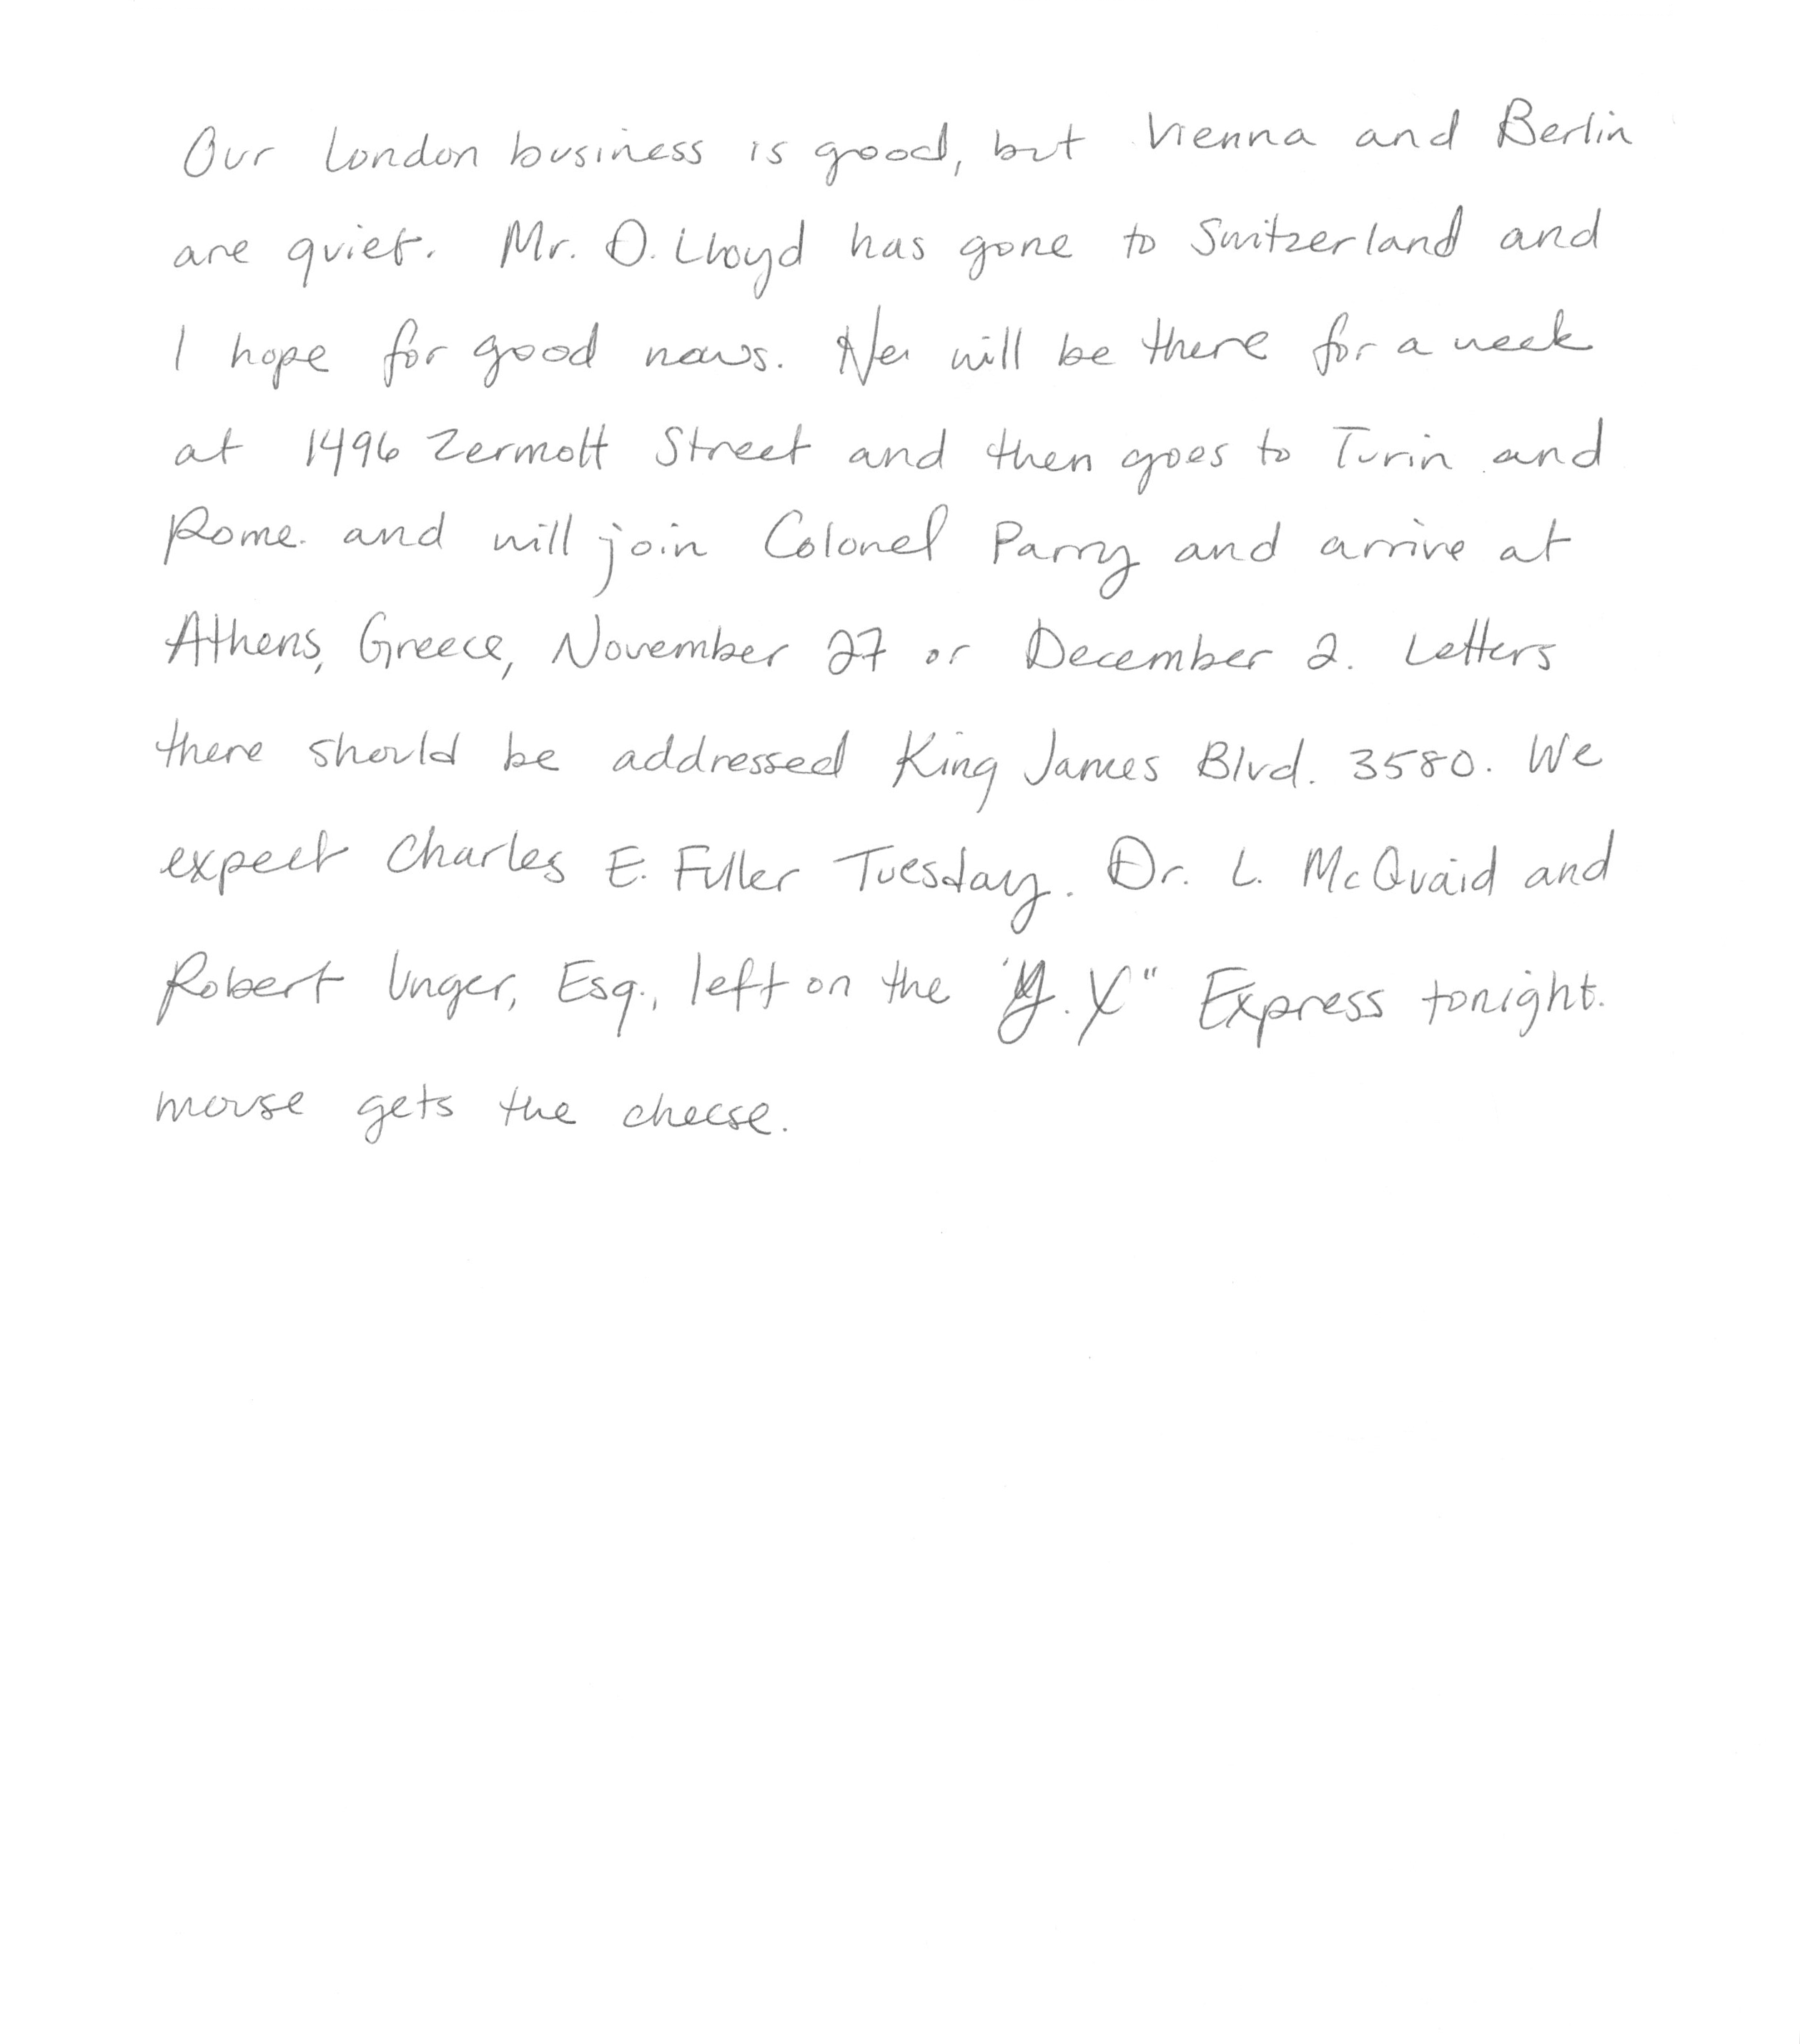 Our London business is good, but Vienna and Berlin
are quiet. Mr. D. Lloyd has gone to Switzerland and
I hope for good news. He will be there for a week
at 1496 Zermott Street and then goes to Turin and
Rome. and will join Colonel Parry and arrive at
Athens, Greece, November 27 or December 2. Letters
there should be addressed King James Blvd. 3580. We
expect Charles E. Fuller Tuesday. Dr. L. McQuaid and
Robert Unger, Esq., left on the "Y.X" Express tonight.
mouse gets the cheese.